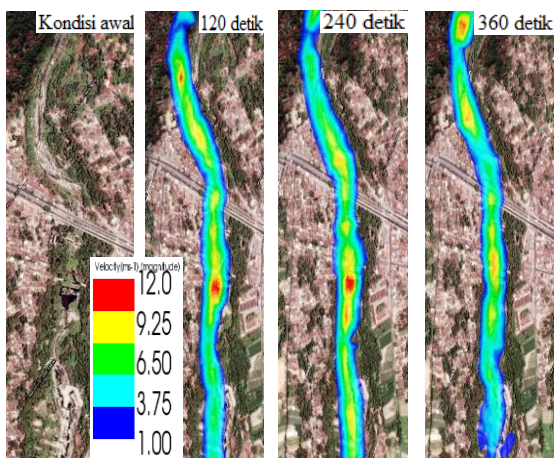 Kondisi awal
120 detik
240 detik
360 detik
Velocity(ms-1) (magnitude)
12.0
9.25
6.50
3.75
1.00